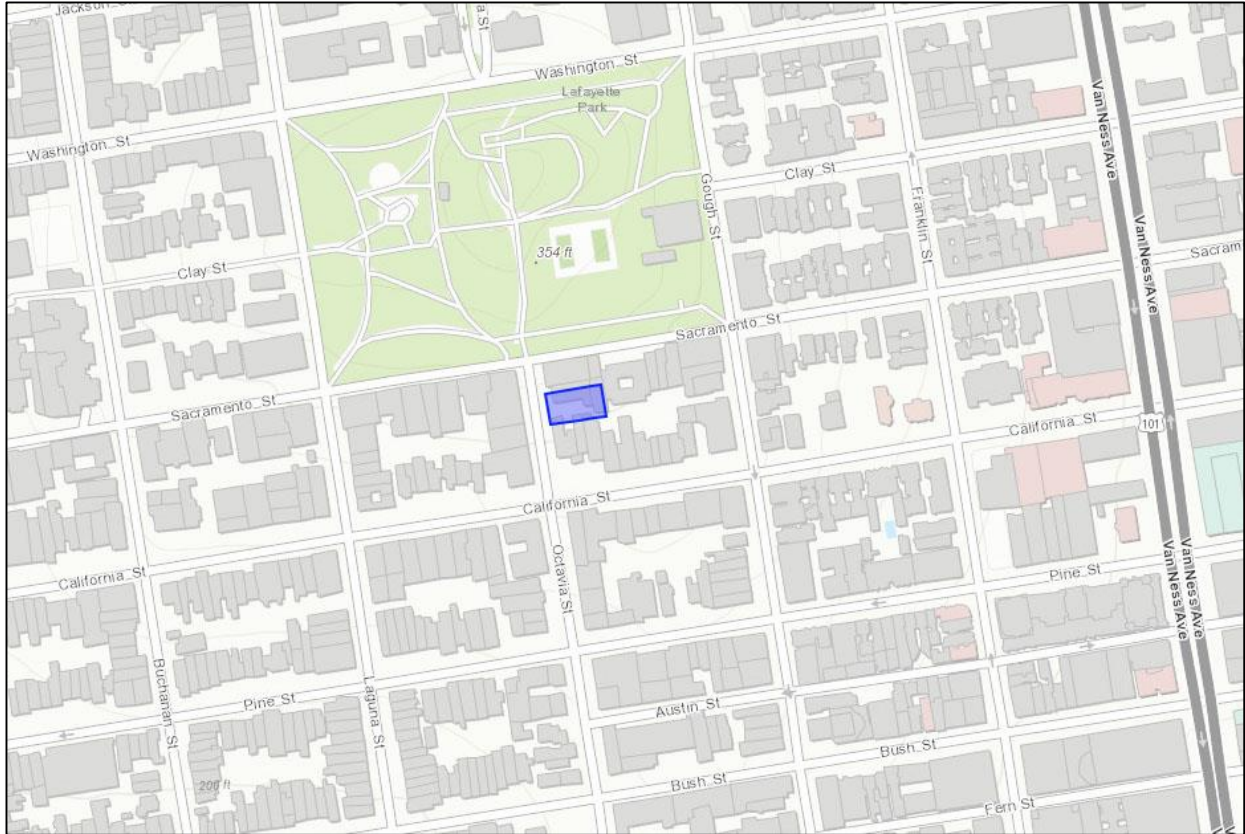 Jackson
a St
Washington St
Lafayette
Park
Van Ness Ave
Washington St
Clay St
Gough St
Franklin St
Van Ness Ave
354 ft
Clay St
Sacram
Sacramento St
Sacramento St
California St
101
California St
Octavia St
Pine St
Van Ness Ave
Van Ness Ave
California St
Buchanan St
Laguna St
Pine St
Austin St
Bush St
200 ft
Bush St
Fern St